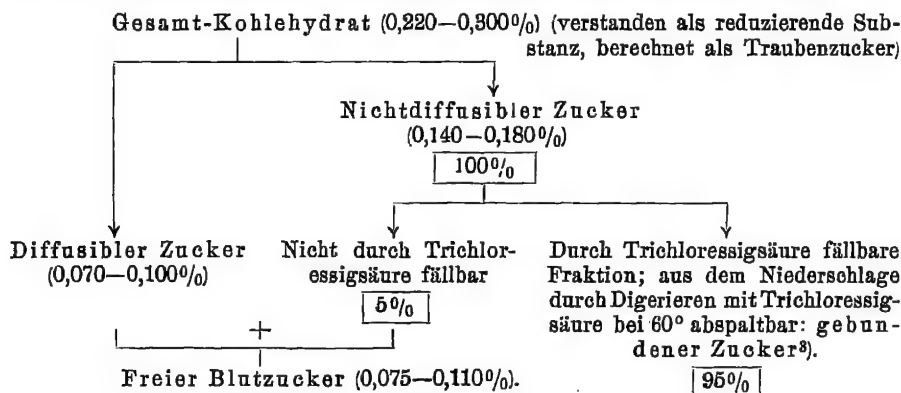 Gesamt-Kohlehydrat (0,220—0,300%) (verstanden als reduzierende Sub-
stanz, berechnet als Traubenzucker)
Nichtdiffusibler Zucker
(0,140—0,180%)
100%
Diffusibler Zucker
(0,070—0,100%)
Nicht durch Trichlor-
essigsäure fällbar
5%
Durch Trichloressigsäure fällbare
Fraktion; aus dem Niederschlage
durch Digerieren mit Trichloressig-
säure bei 60° abspaltbar: gebun-
dener Zucker³).
95%
+
Freier Blutzucker (0,075—0,110%).